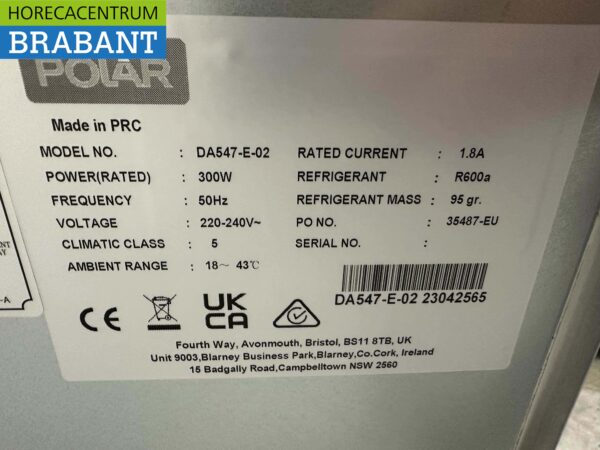 HORECACENTRUM
BRABANT
POLAR
Made in PRC
MODEL NO. : DA547-E-02
POWER(RATED) : 300W
FREQUENCY : 50Hz
VOLTAGE : 220-240V~
CLIMATIC CLASS : 5
AMBIENT RANGE : 18~ 43℃
RATED CURRENT : 1.8A
REFRIGERANT : R600a
REFRIGERANT MASS : 95 gr.
PO NO. : 35487-EU
SERIAL NO. :
DA547-E-02 23042565
CE
UK
CA
Fourth Way, Avonmouth, Bristol, BS11 8TB, UK
Unit 9003,Blarney Business Park,Blarney,Co.Cork, Ireland
15 Badgally Road,Campbelltown NSW 2560